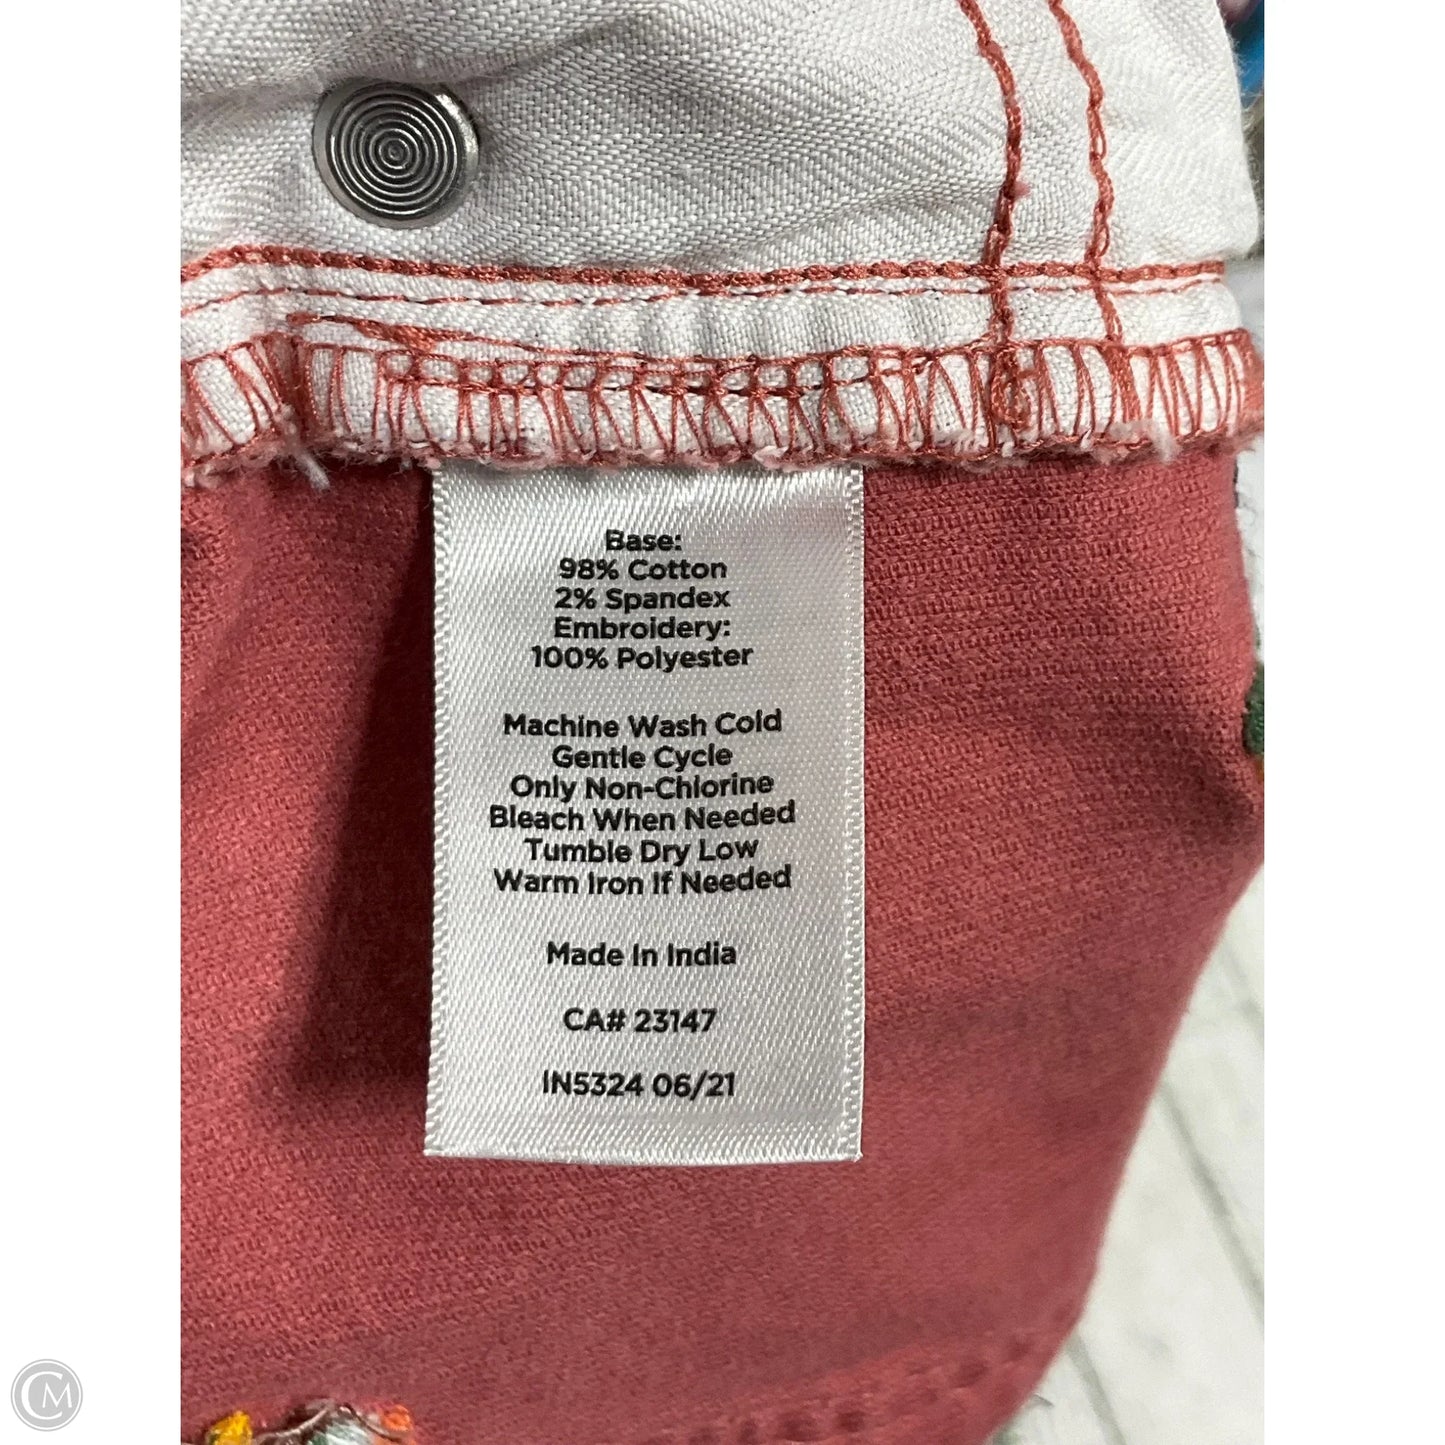 Base:
98% Cotton
2% Spandex
Embroidery:
100% Polyester
Machine Wash Cold
Gentle Cycle
Only Non-Chlorine
Bleach When Needed
Tumble Dry Low
Warm Iron If Needed
Made In India
CA# 23147
IN5324 06/21
CM